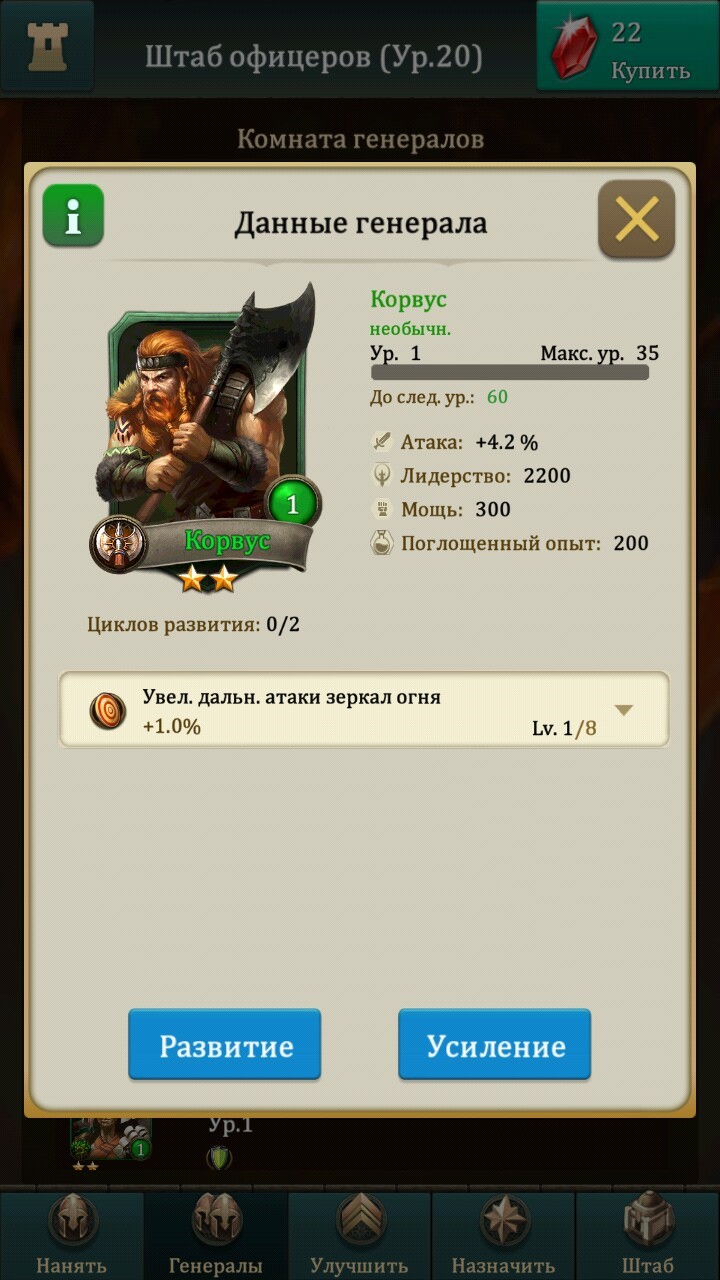 Штаб офицеров (Ур.20)
22
Купить
Комната генералов
i
Данные генерала
Корвус
необычн.
Ур. 1 Макс. ур. 35
До след. ур.: 60
Атака: +4.2 %
Лидерство: 2200
Мощь: 300
Поглощенный опыт: 200
1
Корвус
Циклов развития: 0/2
Увел. дальн. атаки зеркал огня
+1.0%
Lv. 1/8
Развитие
Усиление
Ур.1
1
Нанять
Генералы
Улучшить
Назначить
Штаб